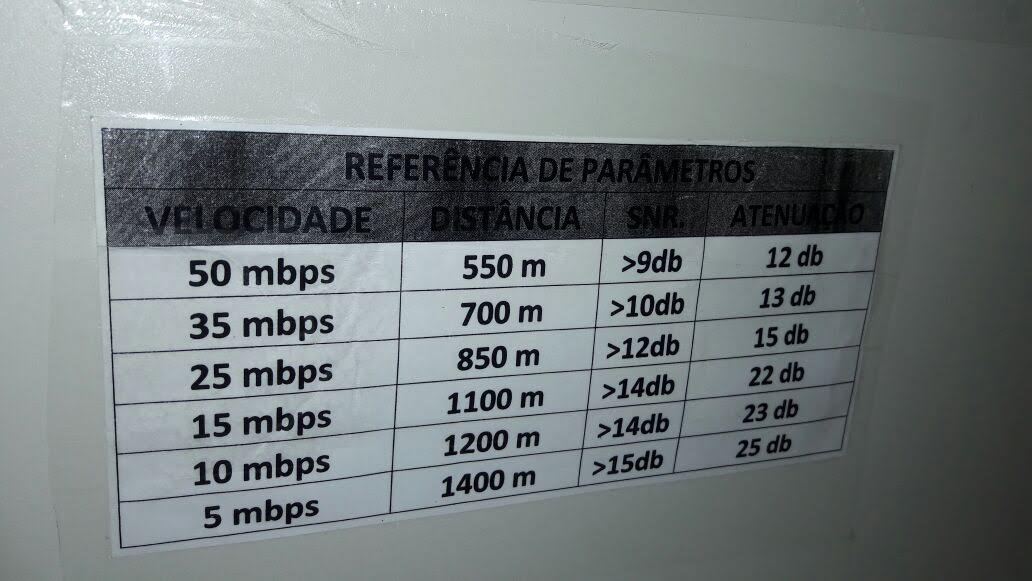 REFERÊNCIA DE PARÂMETROS
VELOCIDADE DISTÂNCIA SNR. ATENUAÇÃO
50 mbps 550 m >9db 12 db
35 mbps 700 m >10db 13 db
25 mbps 850 m >12db 15 db
15 mbps 1100 m >14db 22 db
10 mbps 1200 m >14db 23 db
5 mbps 1400 m >15db 25 db